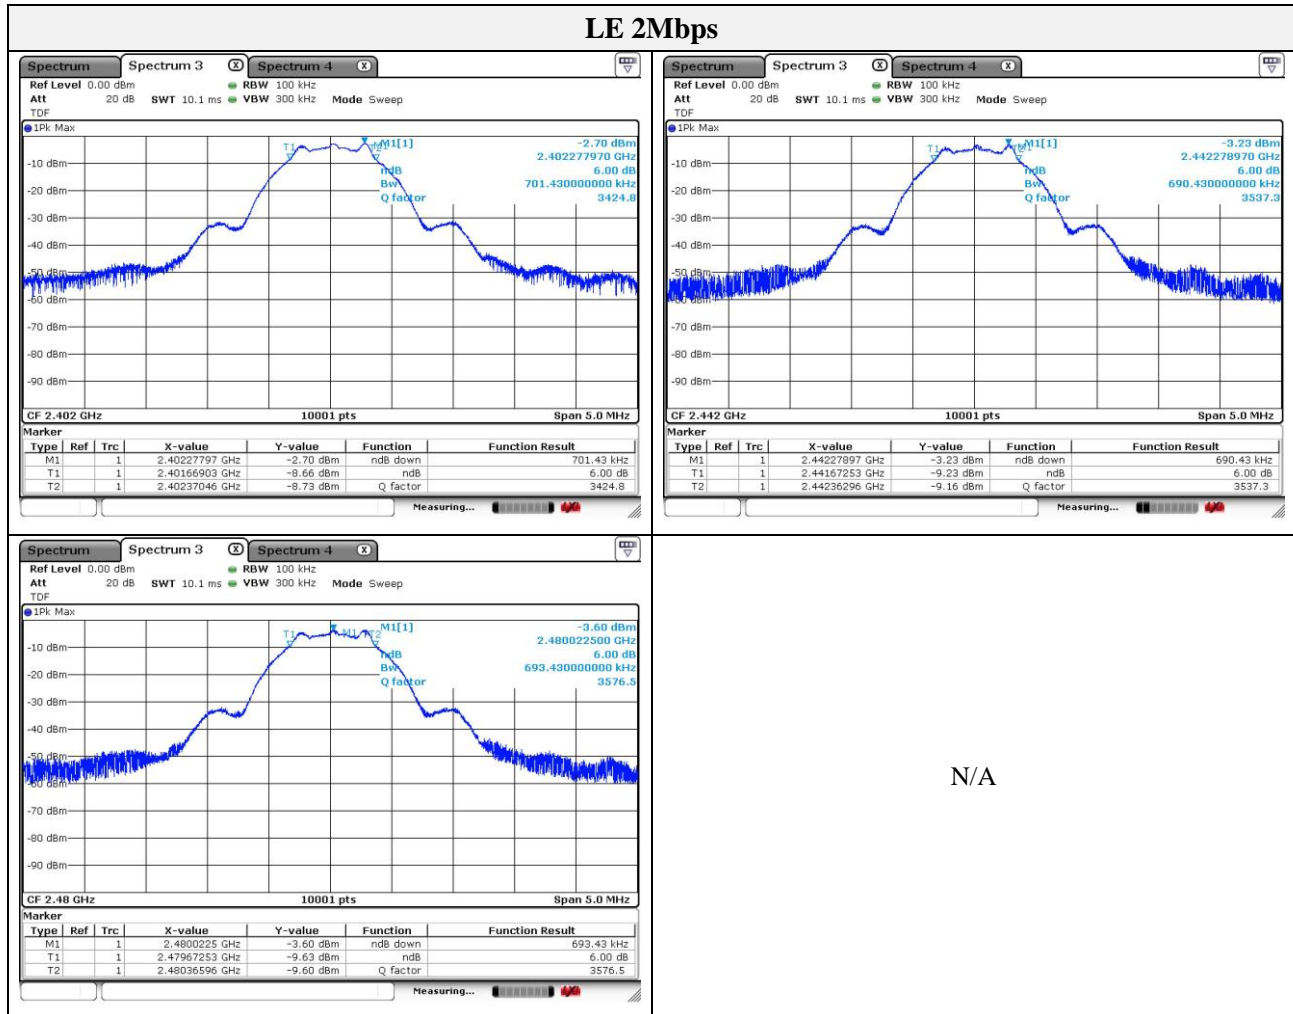 LE 2Mbps
Spectrum Spectrum 3 X Spectrum 4 X
Ref Level 0.00 dBm RBW 100 kHz
Att 20 dB SWT 10.1 ms VBW 300 kHz Mode Sweep
TDF
1Pk Max
T1 T2 M1[1] -2.70 dBm
2.402277970 GHz
-10 dBm ndB 6.00 dB
Bw 701.430000000 kHz
-20 dBm Q factor 3424.8
-30 dBm
-40 dBm
-50 dBm
-60 dBm
-70 dBm
-80 dBm
-90 dBm
CF 2.402 GHz 10001 pts Span 5.0 MHz
Marker
Type Ref Trc X-value Y-value Function Function Result
M1 1 2.40227797 GHz -2.70 dBm ndB down 701.43 kHz
T1 1 2.40166903 GHz -8.66 dBm ndB 6.00 dB
T2 1 2.40237046 GHz -8.73 dBm Q factor 3424.8
Measuring...
Spectrum Spectrum 3 X Spectrum 4 X
Ref Level 0.00 dBm RBW 100 kHz
Att 20 dB SWT 10.1 ms VBW 300 kHz Mode Sweep
TDF
1Pk Max
T1 T2 M1[1] -3.23 dBm
2.442278970 GHz
-10 dBm ndB 6.00 dB
Bw 690.430000000 kHz
-20 dBm Q factor 3537.3
-30 dBm
-40 dBm
-50 dBm
-60 dBm
-70 dBm
-80 dBm
-90 dBm
CF 2.442 GHz 10001 pts Span 5.0 MHz
Marker
Type Ref Trc X-value Y-value Function Function Result
M1 1 2.44227897 GHz -3.23 dBm ndB down 690.43 kHz
T1 1 2.44167253 GHz -9.23 dBm ndB 6.00 dB
T2 1 2.44236296 GHz -9.16 dBm Q factor 3537.3
Measuring...
Spectrum Spectrum 3 X Spectrum 4 X
Ref Level 0.00 dBm RBW 100 kHz
Att 20 dB SWT 10.1 ms VBW 300 kHz Mode Sweep
TDF
1Pk Max
T1 M1 T2 M1[1] -3.60 dBm
2.480022500 GHz
-10 dBm ndB 6.00 dB
Bw 693.430000000 kHz
-20 dBm Q factor 3576.5
-30 dBm
-40 dBm
-50 dBm
-60 dBm
-70 dBm
-80 dBm
-90 dBm
CF 2.48 GHz 10001 pts Span 5.0 MHz
Marker
Type Ref Trc X-value Y-value Function Function Result
M1 1 2.4800225 GHz -3.60 dBm ndB down 693.43 kHz
T1 1 2.47967253 GHz -9.63 dBm ndB 6.00 dB
T2 1 2.48036596 GHz -9.60 dBm Q factor 3576.5
Measuring...
N/A